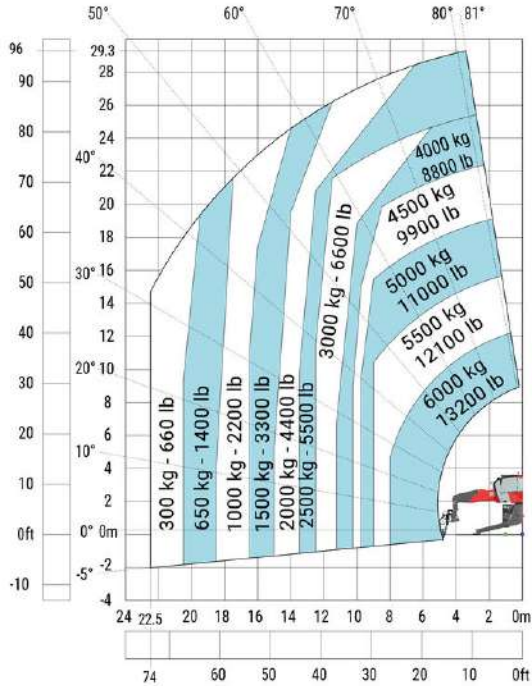 50° 60° 70° 80° 81°
96 29.3
90 28
26
80 24
40°
70 22
20
60 18
50 16
30° 14
40 12
20° 10
30 8
20 6
10° 4
10 2
0ft 0° 0m
-5° -2
-10 -4
4000 kg
8800 lb
4500 kg
9900 lb
5000 kg
11000 lb
5500 kg
12100 lb
6000 kg
13200 lb
300 kg - 660 lb
650 kg - 1400 lb
1000 kg - 2200 lb
1500 kg - 3300 lb
2000 kg - 4400 lb
2500 kg - 5500 lb
3000 kg - 6600 lb
24 22.5 20 18 16 14 12 10 8 6 4 2 0m
74 60 50 40 30 20 10 0ft